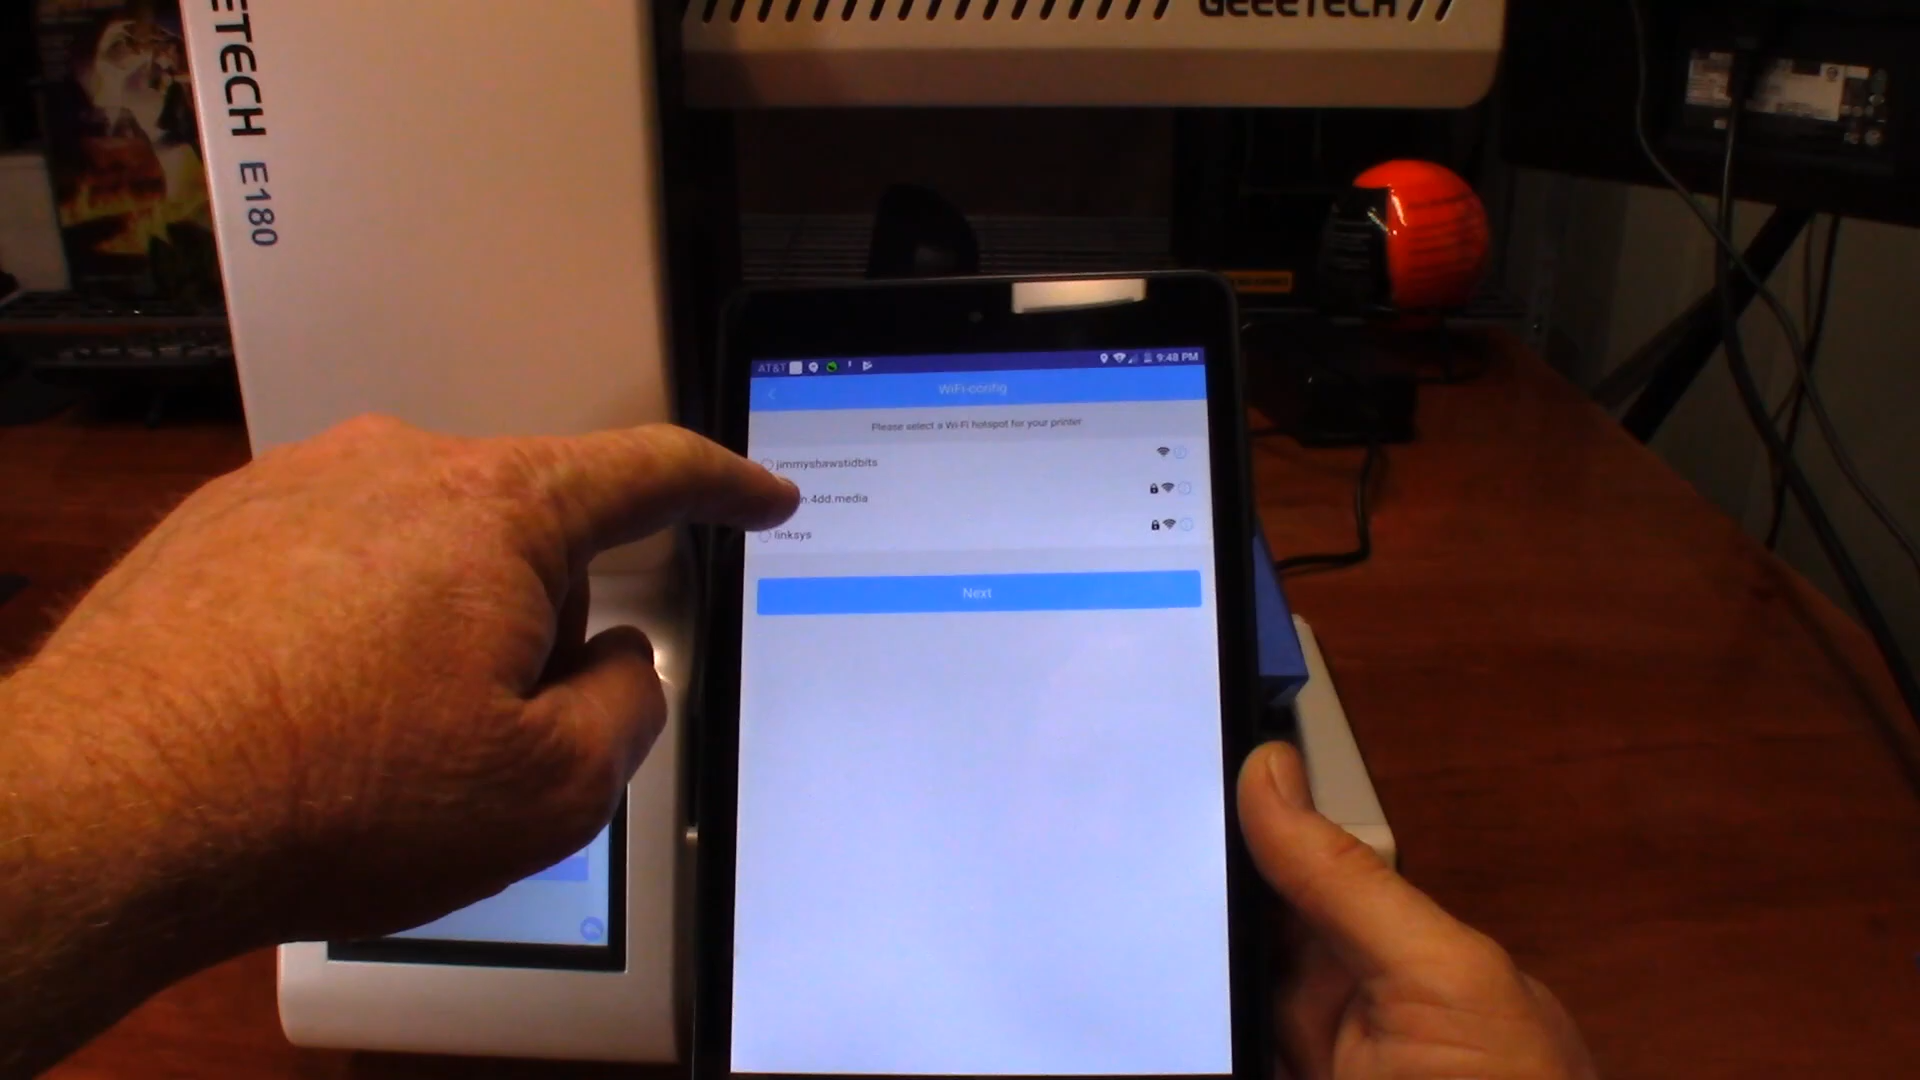 ETECH E180
GEEETECH
AT&T
9:48 PM
WiFi-config
Please select a Wi-Fi hotspot for your printer
jimmyshawstidbits
n.4dd.media
linksys
Next